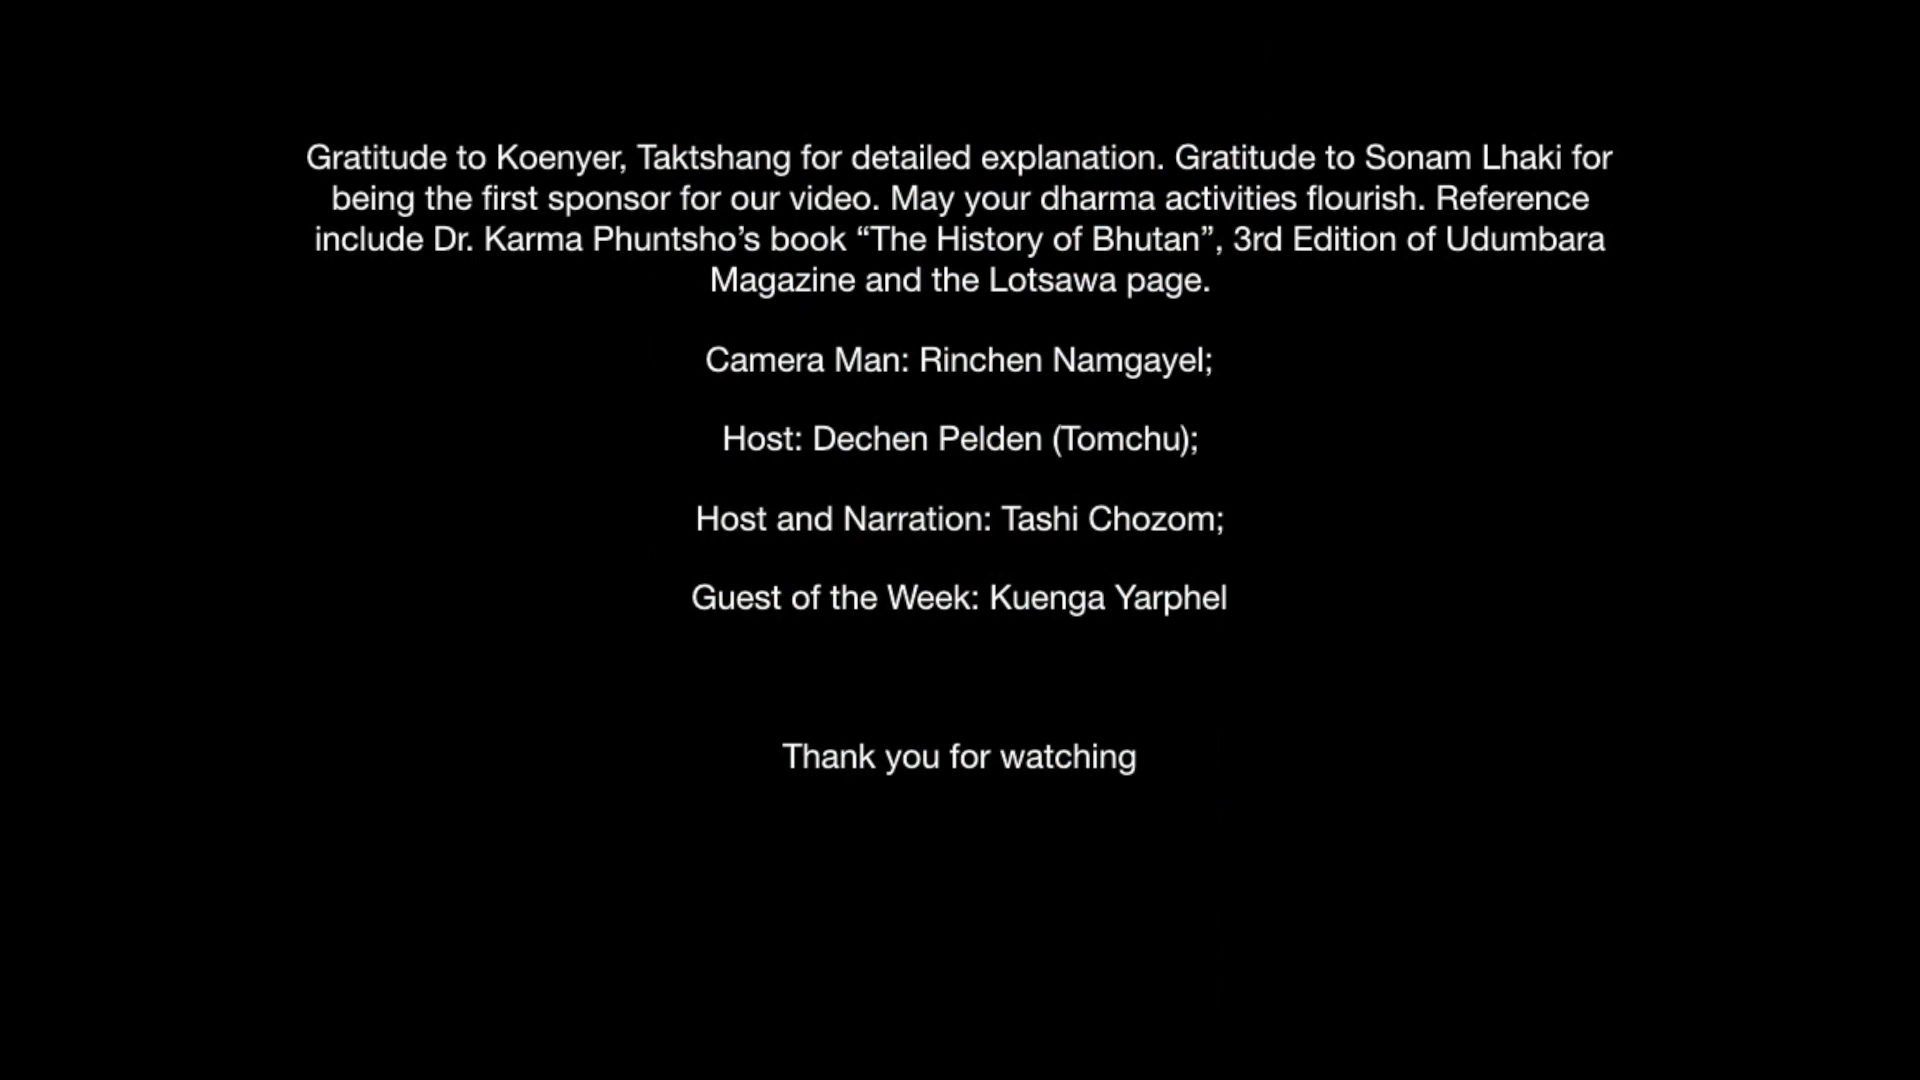 Gratitude to Koenyer, Taktshang for detailed explanation. Gratitude to Sonam Lhaki for
being the first sponsor for our video. May your dharma activities flourish. Reference
include Dr. Karma Phuntsho’s book “The History of Bhutan”, 3rd Edition of Udumbara
Magazine and the Lotsawa page.
Camera Man: Rinchen Namgayel;
Host: Dechen Pelden (Tomchu);
Host and Narration: Tashi Chozom;
Guest of the Week: Kuenga Yarphel
Thank you for watching